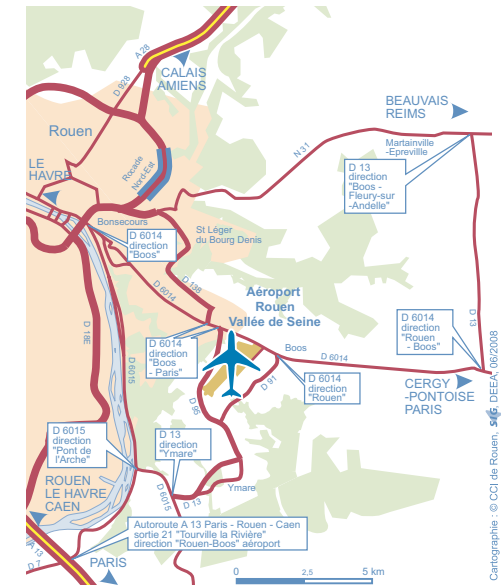 A 28
CALAIS
AMIENS
D 928
BEAUVAIS
REIMS
Rouen
N 31
Martainville
-Eprevillle
LE
HAVRE
Rocade
Nord-Est
D 13
direction
"Boos -
Fleury-sur
-Andelle"
Bonsecours
St Léger
du Bourg Denis
D 6014
direction
"Boos"
D 6014
D 138
Aéroport
Rouen
Vallée de Seine
D 18E
D 6015
D 6014
direction
"Boos
- Paris"
Boos
D 6014
D 6014
direction
"Rouen
- Boos"
D 13
D 91
D 6014
direction
"Rouen"
CERGY
-PONTOISE
PARIS
D 95
D 6015
direction
"Pont de
l'Arche"
D 13
direction
"Ymare"
ROUEN
LE HAVRE
CAEN
D 6015
D 13
Ymare
Autoroute A 13 Paris - Rouen - Caen
sortie 21 "Tourville la Rivière"
direction "Rouen-Boos" aéroport
A 13
D 7
PARIS
0 2,5 5 km
Cartographie : © CCI de Rouen, SIG, DEEA, 06/2008